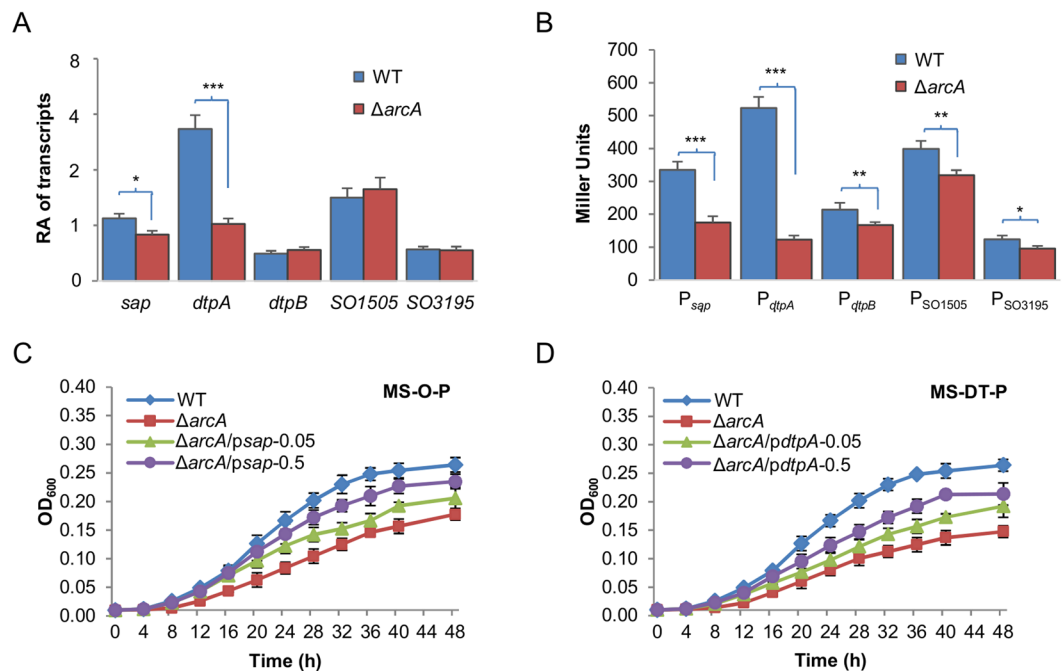 A
RA of transcripts
8
4
2
1
0
WT
ΔarcA
*
***
sap dtpA dtpB SO1505 SO3195
B
Miller Units
700
600
500
400
300
200
100
0
WT
ΔarcA
***
***
**
**
*
Psap PdtpA PdtpB PSO1505 PSO3195
C
MS-O-P
OD600
0.40
0.35
0.30
0.25
0.20
0.15
0.10
0.05
0.00
WT
ΔarcA
ΔarcA/psap-0.05
ΔarcA/psap-0.5
0 4 8 12 16 20 24 28 32 36 40 44 48
Time (h)
D
MS-DT-P
OD600
0.40
0.35
0.30
0.25
0.20
0.15
0.10
0.05
0.00
WT
ΔarcA
ΔarcA/pdtpA-0.05
ΔarcA/pdtpA-0.5
0 4 8 12 16 20 24 28 32 36 40 44 48
Time (h)